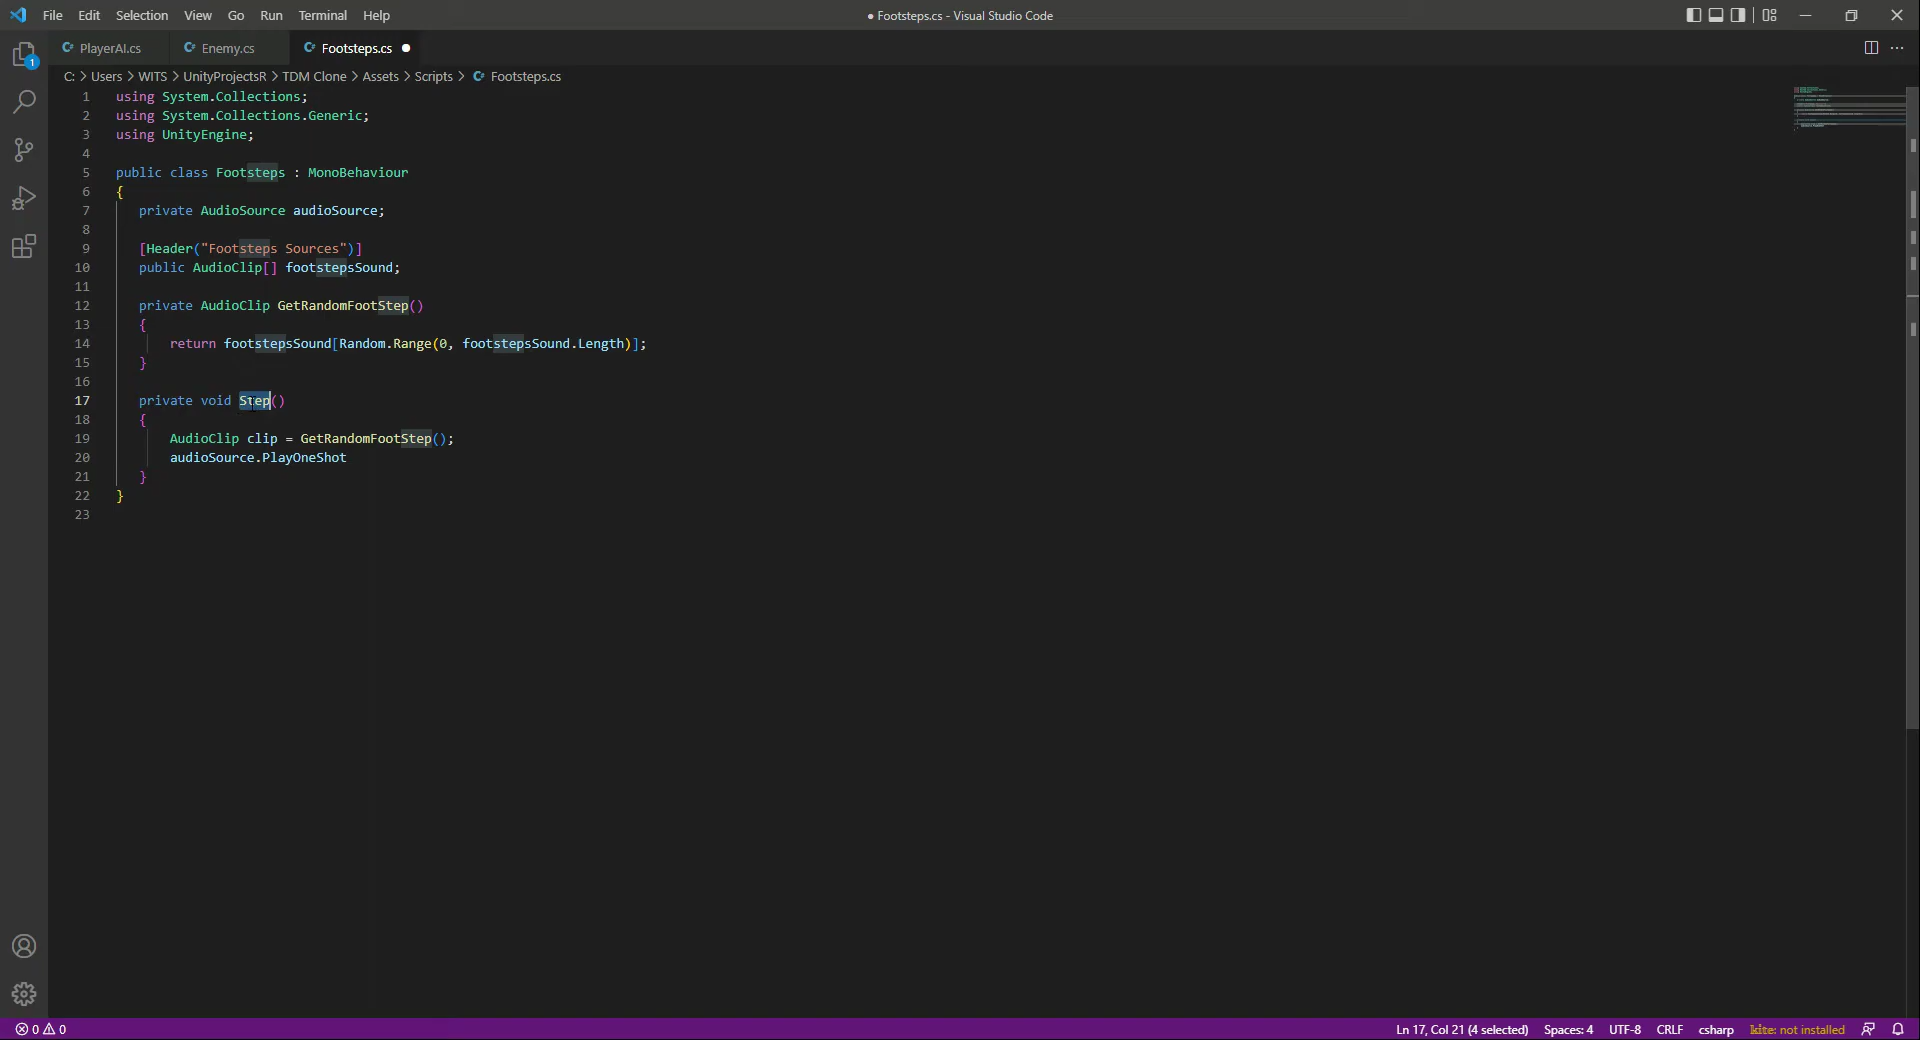 File Edit Selection View Go Run Terminal Help
● Footsteps.cs - Visual Studio Code
PlayerAI.cs Enemy.cs Footsteps.cs ●
1
C: > Users > WITS > UnityProjectsR > TDM Clone > Assets > Scripts > Footsteps.cs
1 using System.Collections;
2 using System.Collections.Generic;
3 using UnityEngine;
4
5 public class Footsteps : MonoBehaviour
6 {
7 private AudioSource audioSource;
8
9 [Header("Footsteps Sources")]
10 public AudioClip[] footstepsSound;
11
12 private AudioClip GetRandomFootStep()
13 {
14 return footstepsSound[Random.Range(0, footstepsSound.Length)];
15 }
16
17 private void Step()
18 {
19 AudioClip clip = GetRandomFootStep();
20 audioSource.PlayOneShot
21 }
22 }
23
0 0 Ln 17, Col 21 (4 selected) Spaces: 4 UTF-8 CRLF csharp kite: not installed